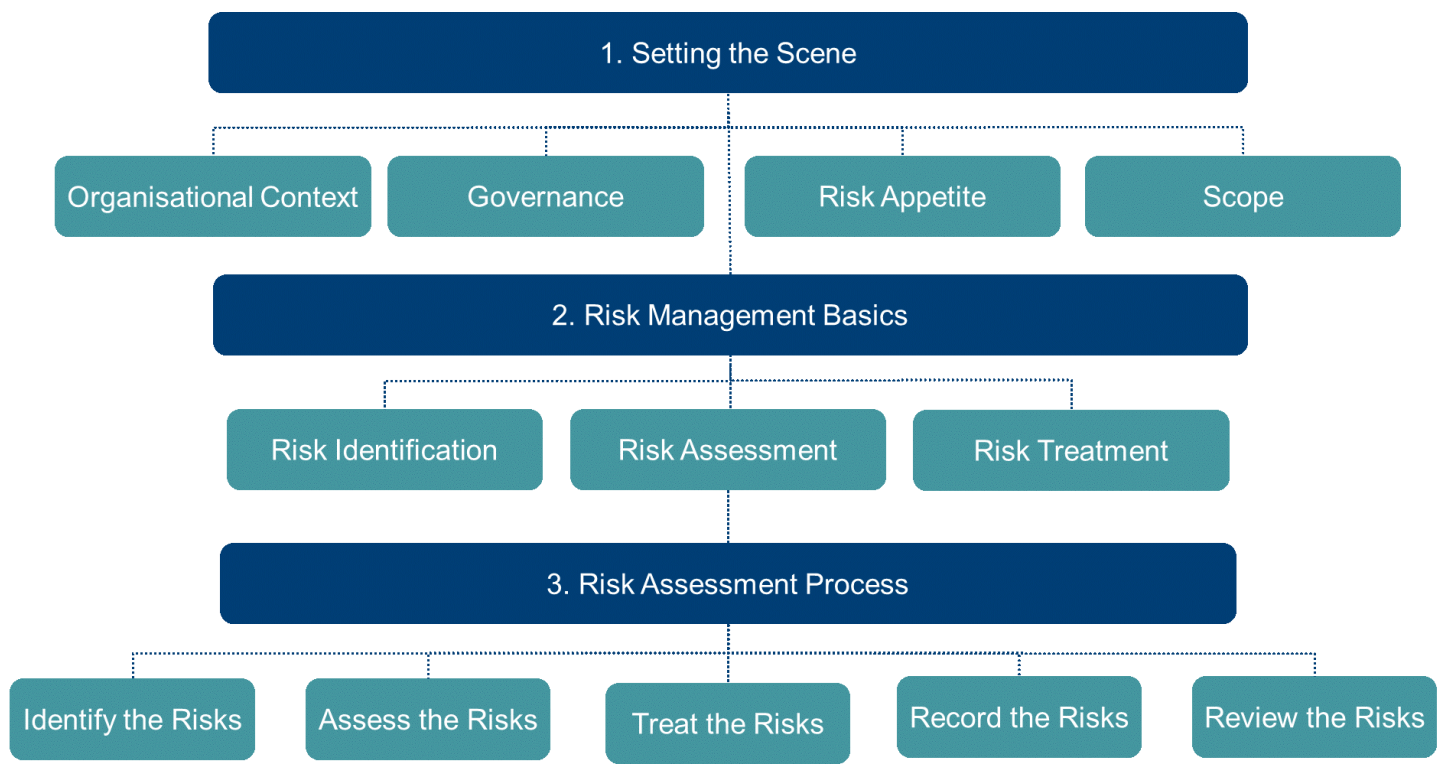 1. Setting the Scene
Organisational Context
Governance
Risk Appetite
Scope
2. Risk Management Basics
Risk Identification
Risk Assessment
Risk Treatment
3. Risk Assessment Process
Identify the Risks
Assess the Risks
Treat the Risks
Record the Risks
Review the Risks